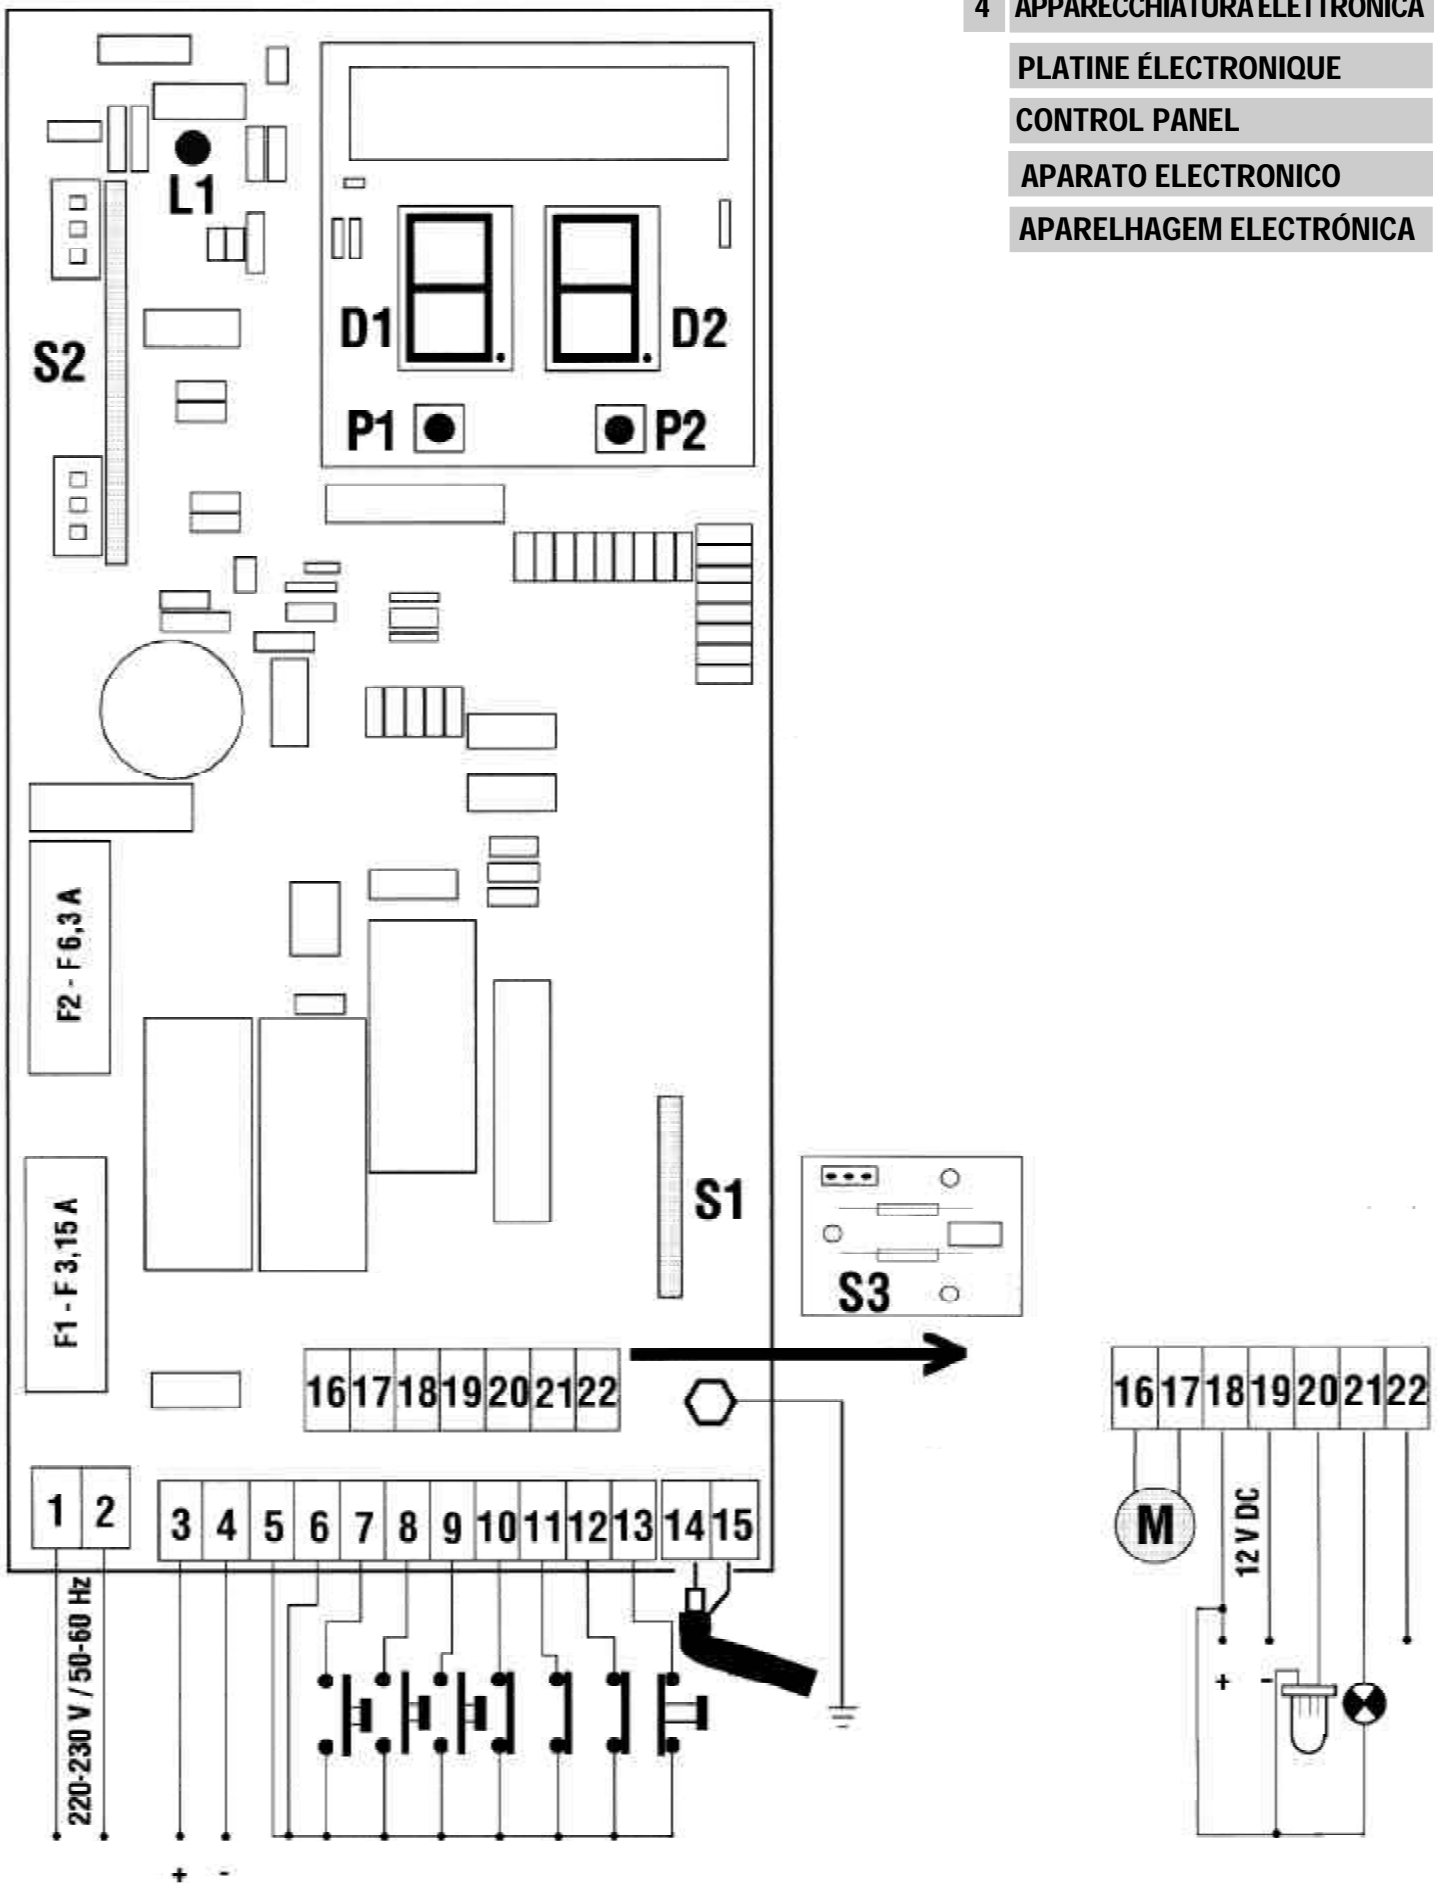 4 APPARECCHIATURA ELETTRONICA
PLATINE ÉLECTRONIQUE
CONTROL PANEL
APARATO ELECTRONICO
APARELHAGEM ELECTRÓNICA
L1
S2
D1
D2
P1
P2
F2 - F 6,3 A
F1 - F 3,15 A
S1
S3
16 17 18 19 20 21 22
16 17 18 19 20 21 22
1 2
3 4 5 6 7 8 9 10 11 12 13
14 15
M
12 V DC
220-230 V / 50-60 Hz
+ -
+ -